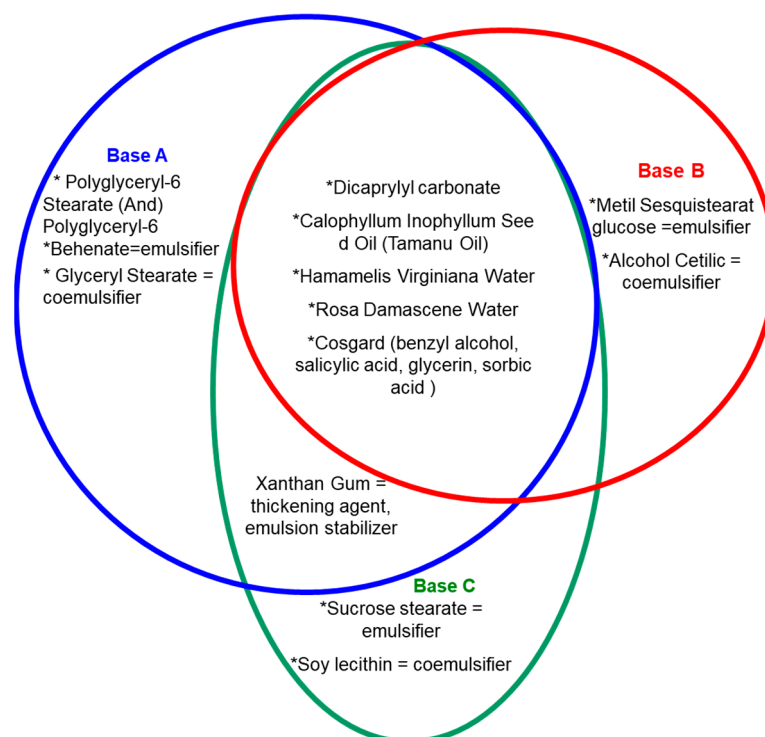 Base A
* Polyglyceryl-6
Stearate (And)
Polyglyceryl-6
*Behenate=emulsifier
* Glyceryl Stearate =
coemulsifier
*Dicaprylyl carbonate
*Calophyllum Inophyllum See
d Oil (Tamanu Oil)
*Hamamelis Virginiana Water
*Rosa Damascene Water
*Cosgard (benzyl alcohol,
salicylic acid, glycerin, sorbic
acid )
Base B
*Metil Sesquistearat
glucose =emulsifier
*Alcohol Cetilic =
coemulsifier
Xanthan Gum =
thickening agent,
emulsion stabilizer
Base C
*Sucrose stearate =
emulsifier
*Soy lecithin = coemulsifier